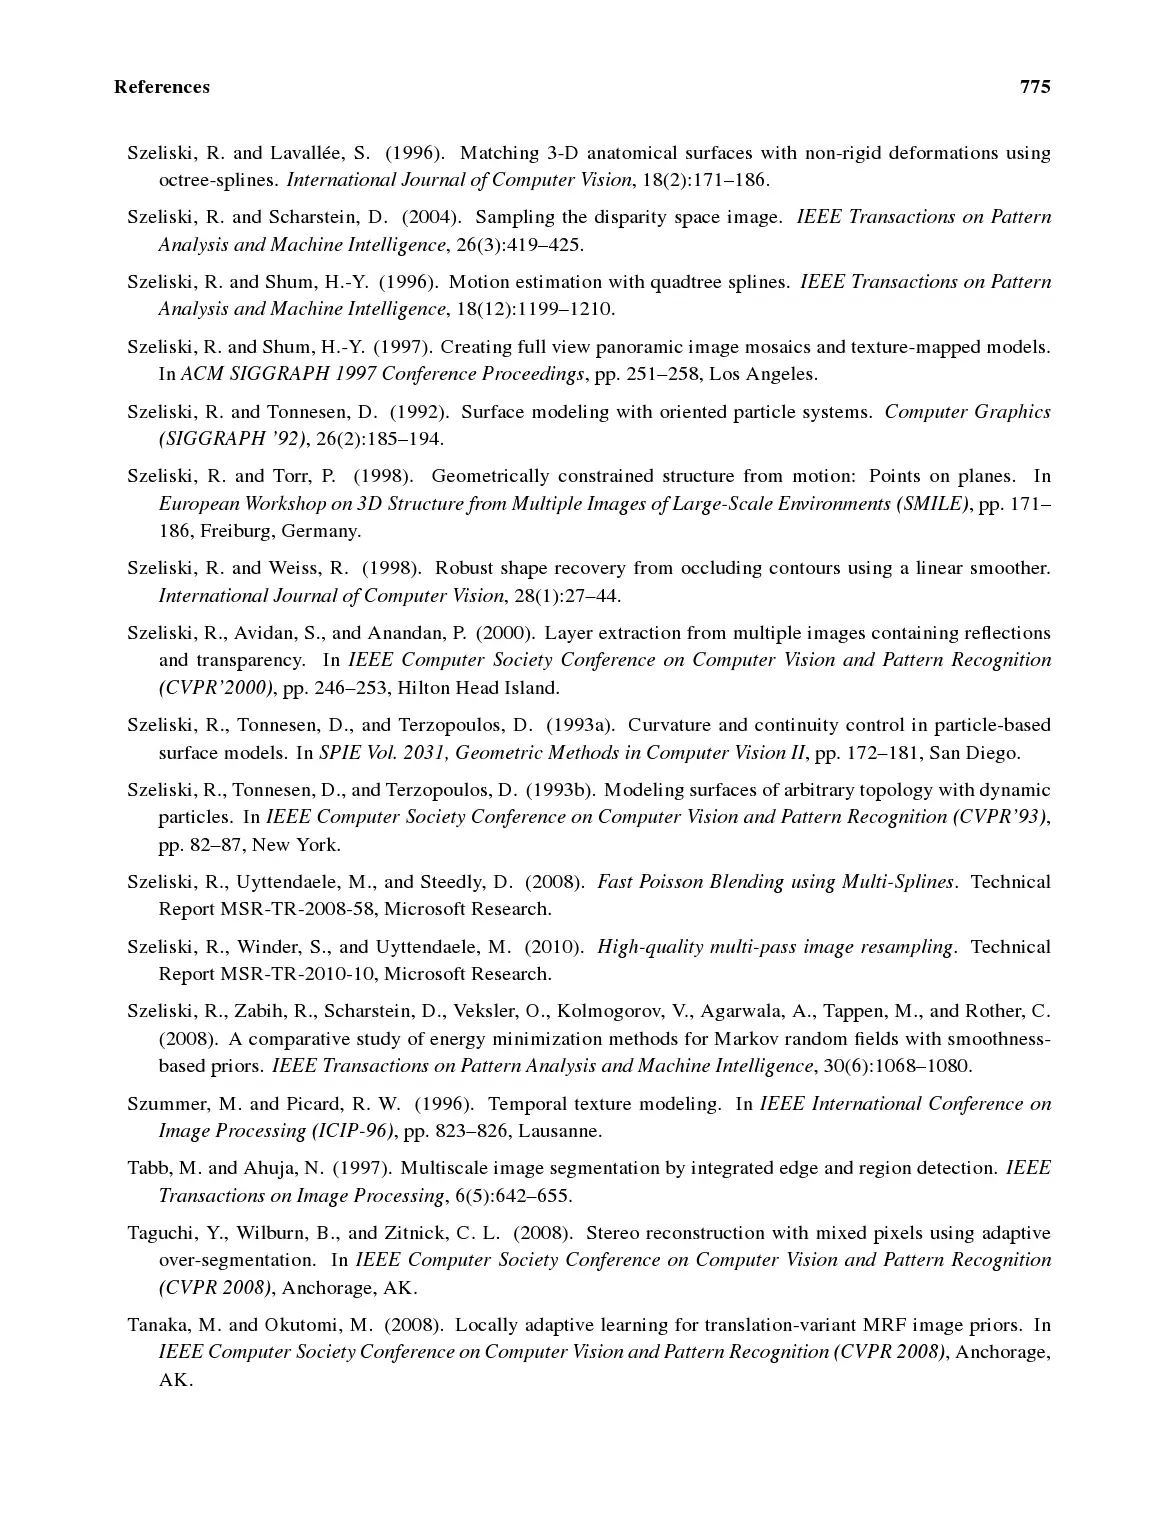 References 775
Szeliski, R. and Lavallée, S. (1996). Matching 3-D anatomical surfaces with non-rigid deformations using
octree-splines. International Journal of Computer Vision, 18(2):171–186.
Szeliski, R. and Scharstein, D. (2004). Sampling the disparity space image. IEEE Transactions on Pattern
Analysis and Machine Intelligence, 26(3):419–425.
Szeliski, R. and Shum, H.-Y. (1996). Motion estimation with quadtree splines. IEEE Transactions on Pattern
Analysis and Machine Intelligence, 18(12):1199–1210.
Szeliski, R. and Shum, H.-Y. (1997). Creating full view panoramic image mosaics and texture-mapped models.
In ACM SIGGRAPH 1997 Conference Proceedings, pp. 251–258, Los Angeles.
Szeliski, R. and Tonnesen, D. (1992). Surface modeling with oriented particle systems. Computer Graphics
(SIGGRAPH ’92), 26(2):185–194.
Szeliski, R. and Torr, P. (1998). Geometrically constrained structure from motion: Points on planes. In
European Workshop on 3D Structure from Multiple Images of Large-Scale Environments (SMILE), pp. 171–
186, Freiburg, Germany.
Szeliski, R. and Weiss, R. (1998). Robust shape recovery from occluding contours using a linear smoother.
International Journal of Computer Vision, 28(1):27–44.
Szeliski, R., Avidan, S., and Anandan, P. (2000). Layer extraction from multiple images containing reflections
and transparency. In IEEE Computer Society Conference on Computer Vision and Pattern Recognition
(CVPR’2000), pp. 246–253, Hilton Head Island.
Szeliski, R., Tonnesen, D., and Terzopoulos, D. (1993a). Curvature and continuity control in particle-based
surface models. In SPIE Vol. 2031, Geometric Methods in Computer Vision II, pp. 172–181, San Diego.
Szeliski, R., Tonnesen, D., and Terzopoulos, D. (1993b). Modeling surfaces of arbitrary topology with dynamic
particles. In IEEE Computer Society Conference on Computer Vision and Pattern Recognition (CVPR’93),
pp. 82–87, New York.
Szeliski, R., Uyttendaele, M., and Steedly, D. (2008). Fast Poisson Blending using Multi-Splines. Technical
Report MSR-TR-2008-58, Microsoft Research.
Szeliski, R., Winder, S., and Uyttendaele, M. (2010). High-quality multi-pass image resampling. Technical
Report MSR-TR-2010-10, Microsoft Research.
Szeliski, R., Zabih, R., Scharstein, D., Veksler, O., Kolmogorov, V., Agarwala, A., Tappen, M., and Rother, C.
(2008). A comparative study of energy minimization methods for Markov random fields with smoothness-
based priors. IEEE Transactions on Pattern Analysis and Machine Intelligence, 30(6):1068–1080.
Szummer, M. and Picard, R. W. (1996). Temporal texture modeling. In IEEE International Conference on
Image Processing (ICIP-96), pp. 823–826, Lausanne.
Tabb, M. and Ahuja, N. (1997). Multiscale image segmentation by integrated edge and region detection. IEEE
Transactions on Image Processing, 6(5):642–655.
Taguchi, Y., Wilburn, B., and Zitnick, C. L. (2008). Stereo reconstruction with mixed pixels using adaptive
over-segmentation. In IEEE Computer Society Conference on Computer Vision and Pattern Recognition
(CVPR 2008), Anchorage, AK.
Tanaka, M. and Okutomi, M. (2008). Locally adaptive learning for translation-variant MRF image priors. In
IEEE Computer Society Conference on Computer Vision and Pattern Recognition (CVPR 2008), Anchorage,
AK.